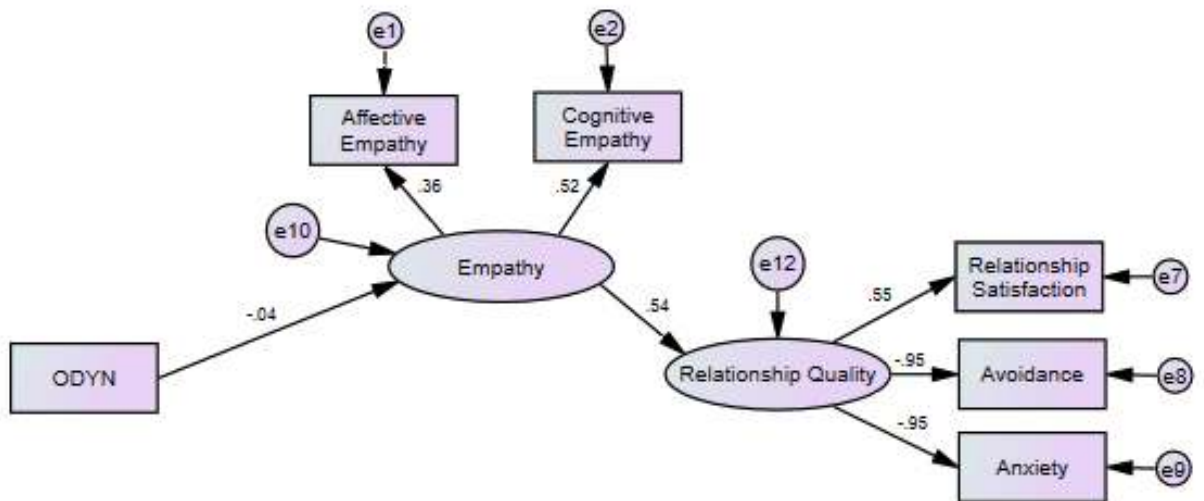 e1
e2
Affective
Empathy
Cognitive
Empathy
.36
.52
e10
Empathy
e12
Relationship
Satisfaction
e7
.55
.54
-.04
ODYN
Relationship Quality
-.95
Avoidance
e8
-.95
Anxiety
e9